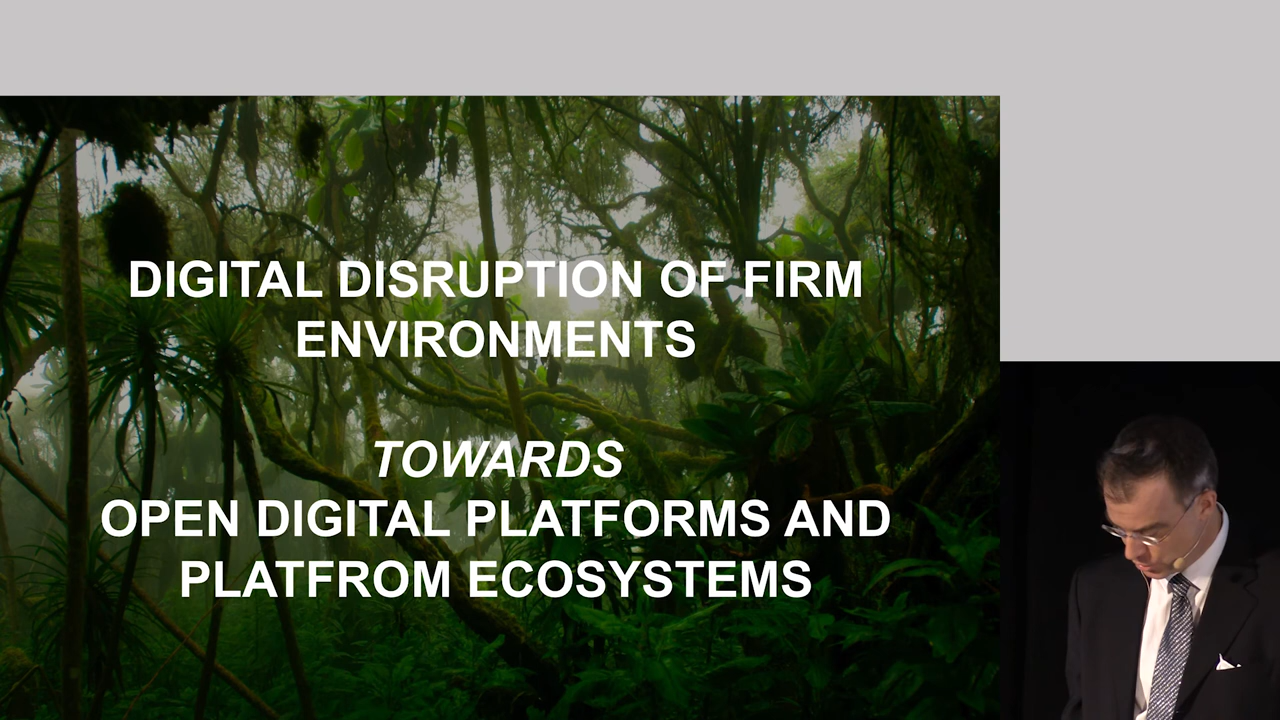 DIGITAL DISRUPTION OF FIRM
ENVIRONMENTS
TOWARDS
OPEN DIGITAL PLATFORMS AND
PLATFROM ECOSYSTEMS